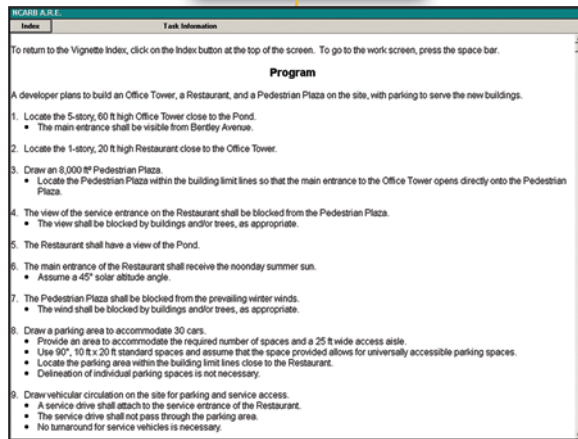 NCARB A.R.E.
Index
Task Information
To return to the Vignette Index, click on the Index button at the top of the screen. To go to the work screen, press the space bar.
Program
A developer plans to build an Office Tower, a Restaurant, and a Pedestrian Plaza on the site, with parking to serve the new buildings.
1. Locate the 5-story, 60 ft high Office Tower close to the Pond.
• The main entrance shall be visible from Bentley Avenue.
2. Locate the 1-story, 20 ft high Restaurant close to the Office Tower.
3. Draw an 8,000 ft² Pedestrian Plaza.
• Locate the Pedestrian Plaza within the building limit lines so that the main entrance to the Office Tower opens directly onto the Pedestrian
Plaza.
4. The view of the service entrance on the Restaurant shall be blocked from the Pedestrian Plaza.
• The view shall be blocked by buildings and/or trees, as appropriate.
5. The Restaurant shall have a view of the Pond.
6. The main entrance of the Restaurant shall receive the noonday summer sun.
• Assume a 45° solar altitude angle.
7. The Pedestrian Plaza shall be blocked from the prevailing winter winds.
• The wind shall be blocked by buildings and/or trees, as appropriate.
8. Draw a parking area to accommodate 30 cars.
• Provide an area to accommodate the required number of spaces and a 25 ft wide access aisle.
• Use 90°, 10 ft x 20 ft standard spaces and assume that the space provided allows for universally accessible parking spaces.
• Locate the parking area within the building limit lines close to the Restaurant.
• Delineation of individual parking spaces is not necessary.
9. Draw vehicular circulation on the site for parking and service access.
• A service drive shall attach to the service entrance of the Restaurant.
• The service drive shall not pass through the parking area.
• No turnaround for service vehicles is necessary.